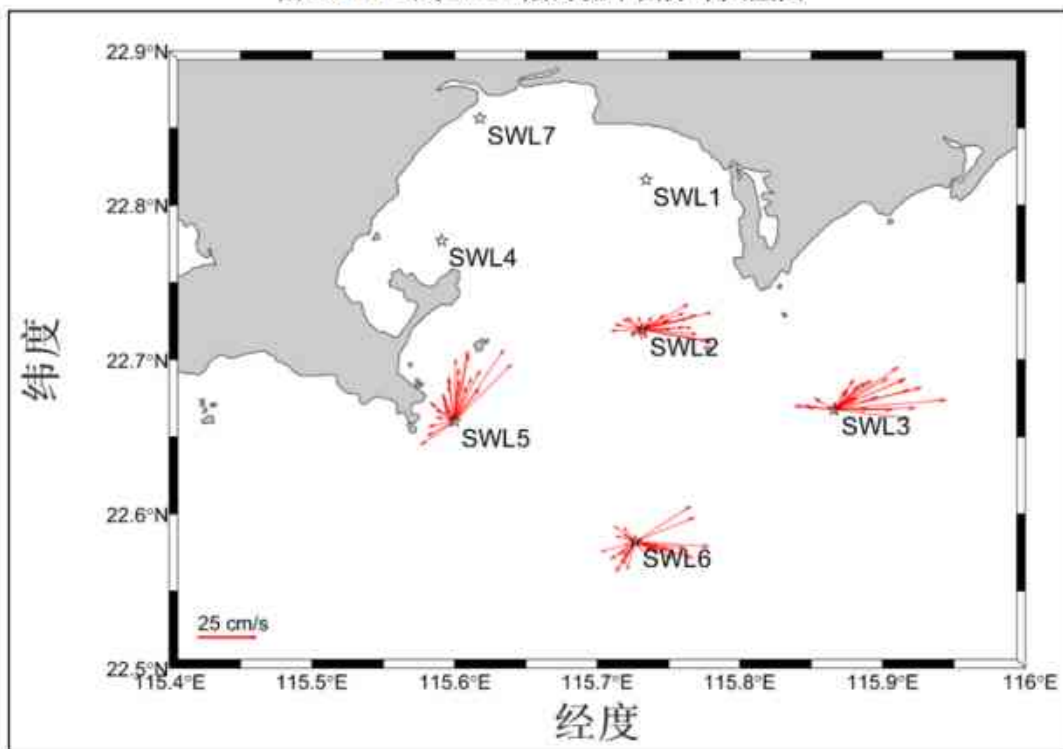 22.9°N
SWL7
SWL1
22.8°N
SWL4
SWL2
22.7°N
SWL3
SWL5
22.6°N
SWL6
25 cm/s
22.5°N
115.4°E 115.5°E 115.6°E 115.7°E 115.8°E 115.9°E 116°E
纬度
经度